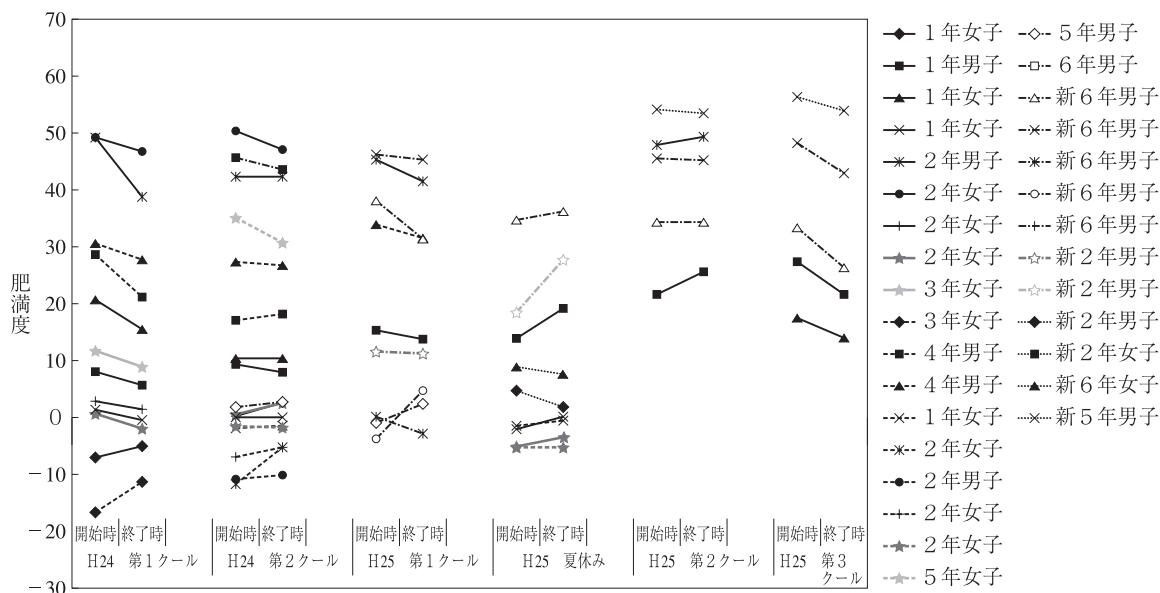 70
60
50
40
30
20
10
0
−10
−20
−30
肥満度
開始時 終了時
H24 第1クール
開始時 終了時
H24 第2クール
開始時 終了時
H25 第1クール
開始時 終了時
H25 夏休み
開始時 終了時
H25 第2クール
開始時 終了時
H25 第3
クール
1年女子
1年男子
1年女子
1年女子
2年男子
2年女子
2年女子
2年女子
3年女子
3年女子
4年男子
4年男子
1年女子
2年女子
2年男子
2年女子
2年女子
5年女子
5年男子
6年男子
新6年男子
新6年男子
新6年男子
新6年男子
新6年男子
新2年男子
新2年男子
新2年男子
新2年女子
新6年女子
新5年男子